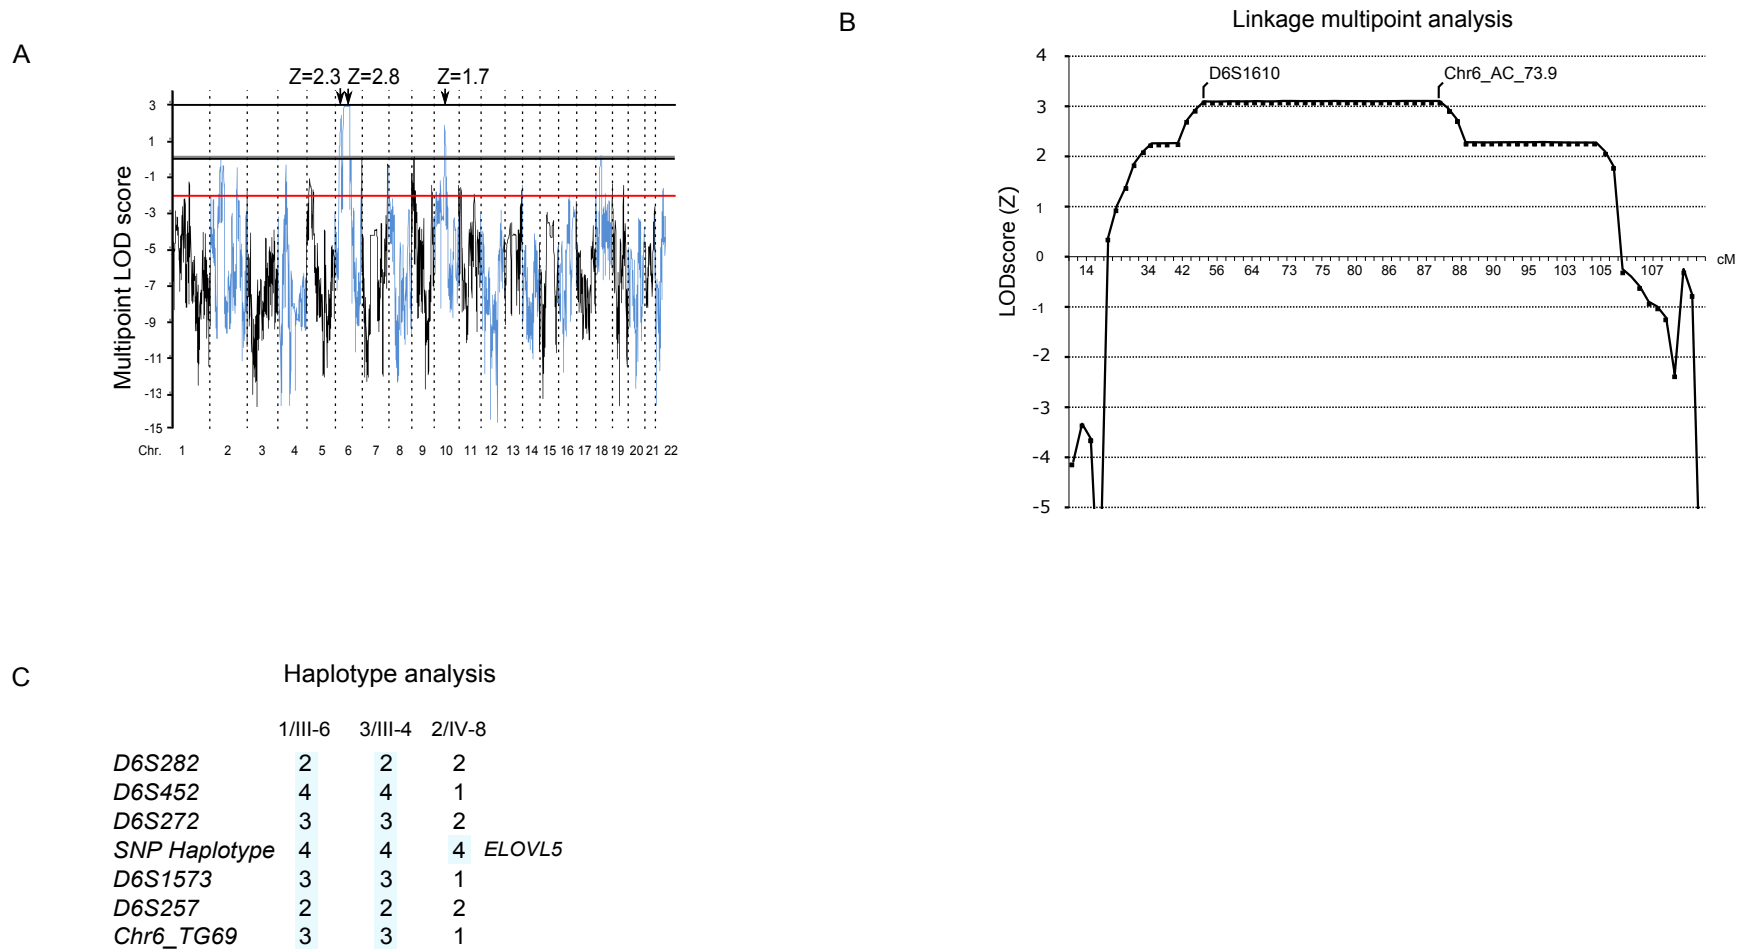 A
Z=2.3 Z=2.8 Z=1.7
Multipoint LOD score
3
1
-1
-3
-5
-7
-9
-11
-13
-15
Chr. 1 2 3 4 5 6 7 8 9 10 11 12 13 14 15 16 17 18 19 20 21 22
B
Linkage multipoint analysis
D6S1610 Chr6_AC_73.9
LODscore (Z)
4
3
2
1
0
-1
-2
-3
-4
-5
14 34 42 56 64 73 75 80 86 87 88 90 95 103 105 107 cM
C
Haplotype analysis
1/III-6 3/III-4 2/IV-8
D6S282 2 2 2
D6S452 4 4 1
D6S272 3 3 2
SNP Haplotype 4 4 4 ELOVL5
D6S1573 3 3 1
D6S257 2 2 2
Chr6_TG69 3 3 1